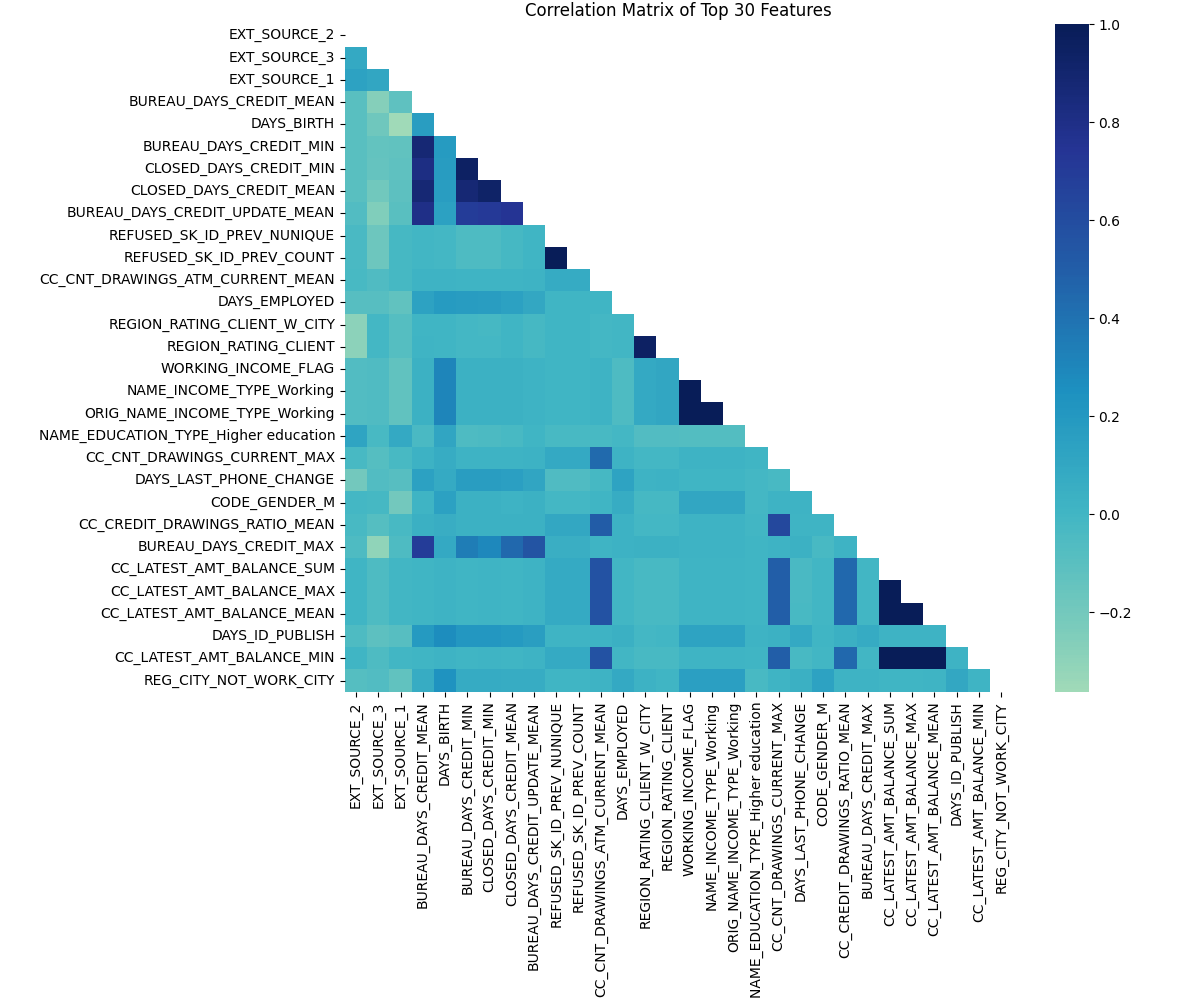 Correlation Matrix of Top 30 Features
EXT_SOURCE_2
EXT_SOURCE_3
EXT_SOURCE_1
BUREAU_DAYS_CREDIT_MEAN
DAYS_BIRTH
BUREAU_DAYS_CREDIT_MIN
CLOSED_DAYS_CREDIT_MIN
CLOSED_DAYS_CREDIT_MEAN
BUREAU_DAYS_CREDIT_UPDATE_MEAN
REFUSED_SK_ID_PREV_NUNIQUE
REFUSED_SK_ID_PREV_COUNT
CC_CNT_DRAWINGS_ATM_CURRENT_MEAN
DAYS_EMPLOYED
REGION_RATING_CLIENT_W_CITY
REGION_RATING_CLIENT
WORKING_INCOME_FLAG
NAME_INCOME_TYPE_Working
ORIG_NAME_INCOME_TYPE_Working
NAME_EDUCATION_TYPE_Higher education
CC_CNT_DRAWINGS_CURRENT_MAX
DAYS_LAST_PHONE_CHANGE
CODE_GENDER_M
CC_CREDIT_DRAWINGS_RATIO_MEAN
BUREAU_DAYS_CREDIT_MAX
CC_LATEST_AMT_BALANCE_SUM
CC_LATEST_AMT_BALANCE_MAX
CC_LATEST_AMT_BALANCE_MEAN
DAYS_ID_PUBLISH
CC_LATEST_AMT_BALANCE_MIN
REG_CITY_NOT_WORK_CITY
EXT_SOURCE_2
EXT_SOURCE_3
EXT_SOURCE_1
BUREAU_DAYS_CREDIT_MEAN
DAYS_BIRTH
BUREAU_DAYS_CREDIT_MIN
CLOSED_DAYS_CREDIT_MIN
CLOSED_DAYS_CREDIT_MEAN
BUREAU_DAYS_CREDIT_UPDATE_MEAN
REFUSED_SK_ID_PREV_NUNIQUE
REFUSED_SK_ID_PREV_COUNT
CC_CNT_DRAWINGS_ATM_CURRENT_MEAN
DAYS_EMPLOYED
REGION_RATING_CLIENT_W_CITY
REGION_RATING_CLIENT
WORKING_INCOME_FLAG
NAME_INCOME_TYPE_Working
ORIG_NAME_INCOME_TYPE_Working
NAME_EDUCATION_TYPE_Higher education
CC_CNT_DRAWINGS_CURRENT_MAX
DAYS_LAST_PHONE_CHANGE
CODE_GENDER_M
CC_CREDIT_DRAWINGS_RATIO_MEAN
BUREAU_DAYS_CREDIT_MAX
CC_LATEST_AMT_BALANCE_SUM
CC_LATEST_AMT_BALANCE_MAX
CC_LATEST_AMT_BALANCE_MEAN
DAYS_ID_PUBLISH
CC_LATEST_AMT_BALANCE_MIN
REG_CITY_NOT_WORK_CITY
1.0
0.8
0.6
0.4
0.2
0.0
−0.2